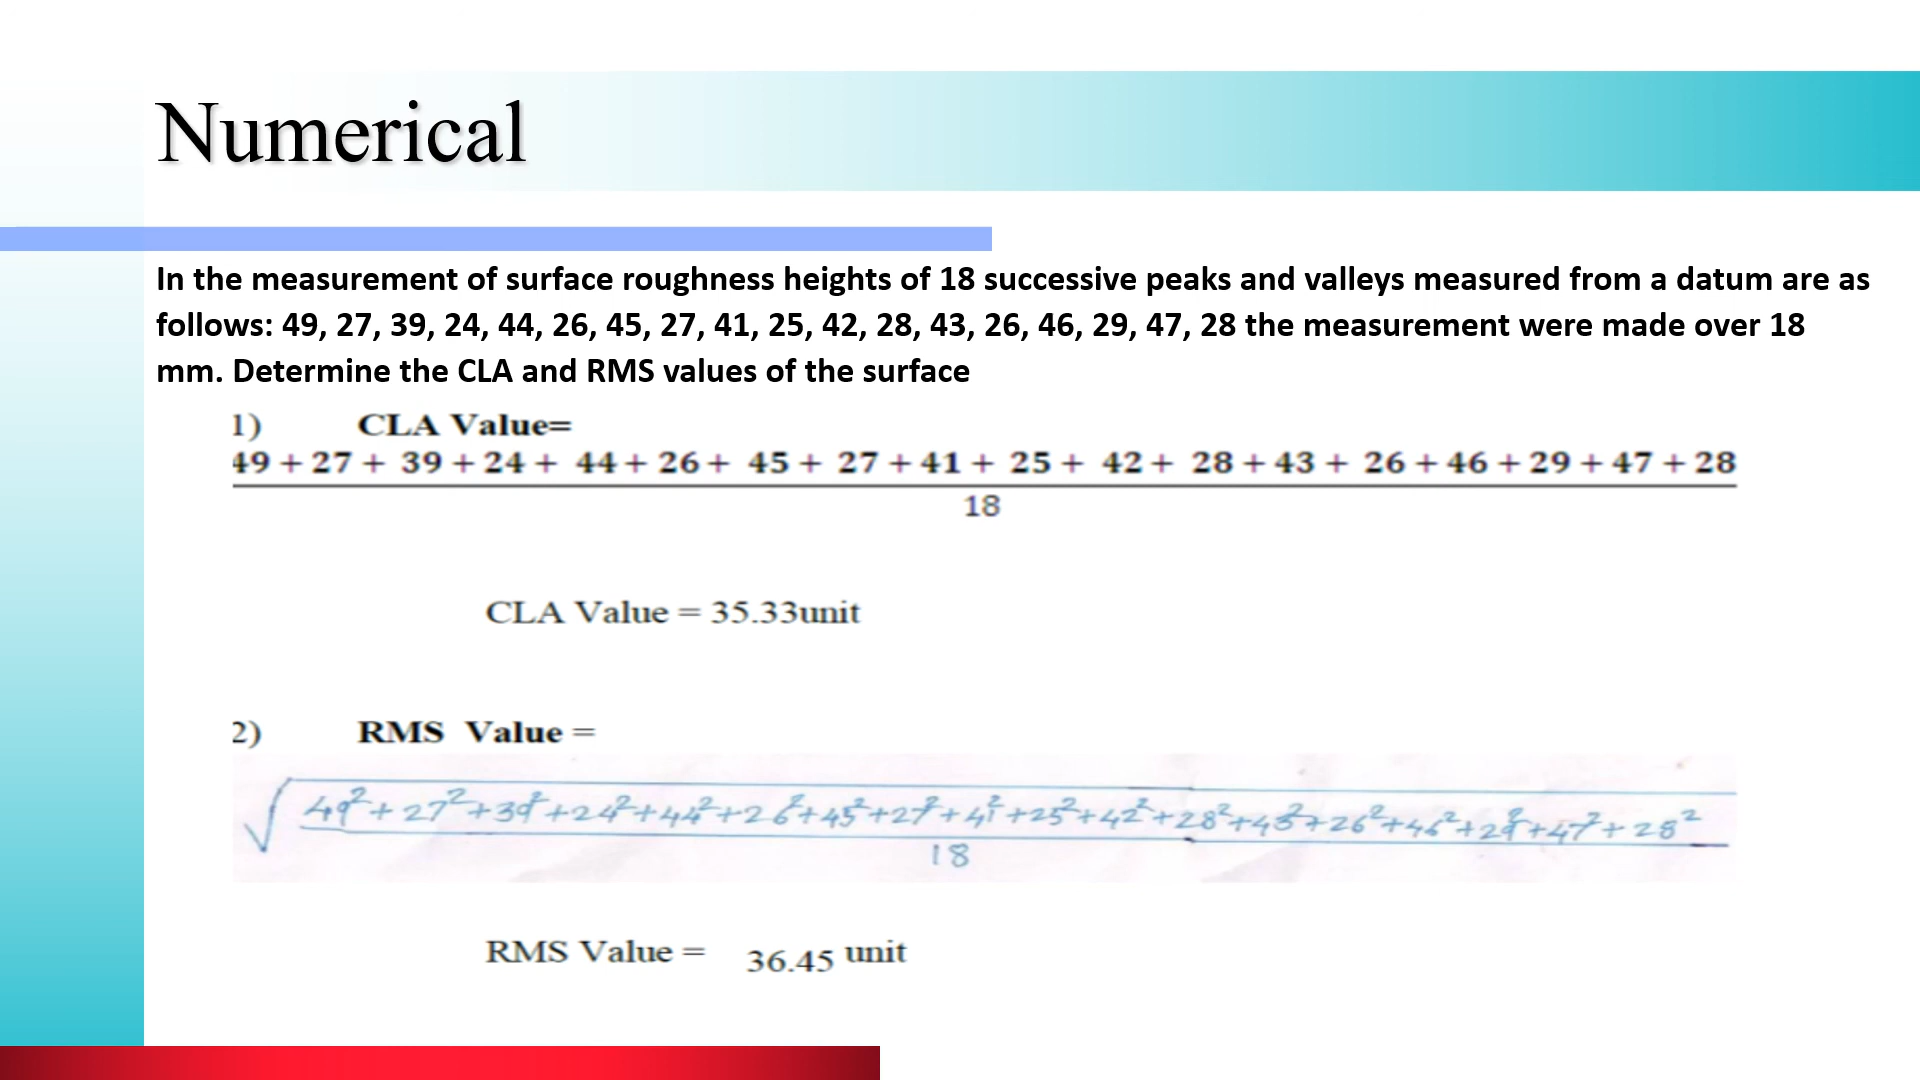 Numerical
In the measurement of surface roughness heights of 18 successive peaks and valleys measured from a datum are as
follows: 49, 27, 39, 24, 44, 26, 45, 27, 41, 25, 42, 28, 43, 26, 46, 29, 47, 28 the measurement were made over 18
mm. Determine the CLA and RMS values of the surface
1) CLA Value=
49 + 27 + 39 + 24 + 44 + 26 + 45 + 27 + 41 + 25 + 42 + 28 + 43 + 26 + 46 + 29 + 47 + 28
18
CLA Value = 35.33unit
2) RMS Value =
√49²+27²+39²+24²+44²+26²+45²+27²+41²+25²+42²+28²+43²+26²+46²+29²+47²+28²
18
RMS Value = 36.45 unit